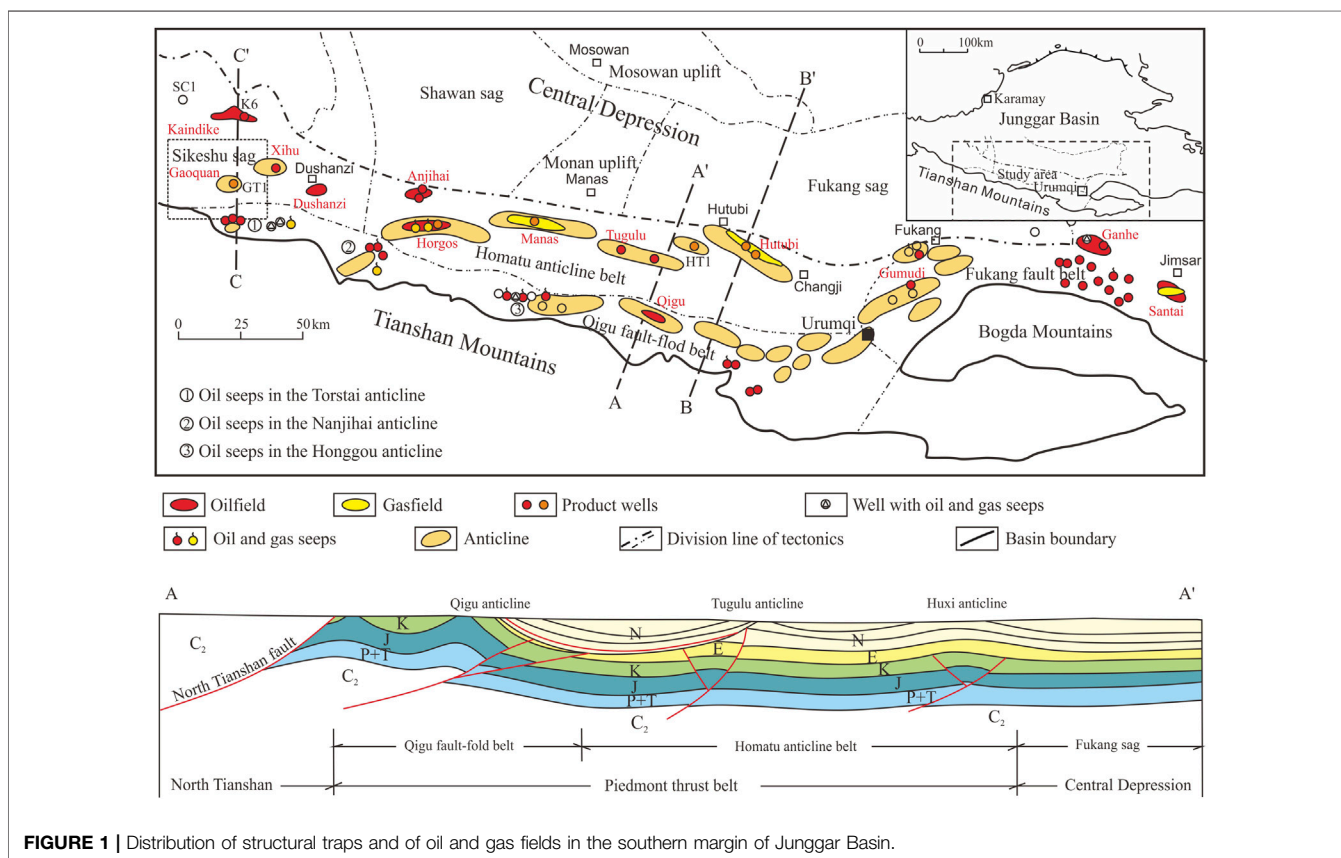 C'
SC1
K6
Kaindike
Sikeshu sag
Gaoquan
GT1
Xihu
Dushanzi
Dushanzi
①
C
Shawan sag
Mosowan
Mosowan uplift
Central Depression
Monan uplift
Manas
Anjihai
Horgos
②
Manas
Homatu anticline belt
Tugulu
A'
HT1
B'
Hutubi
Hutubi
Changji
Fukang sag
③
Qigu
Qigu fault-flod belt
Tianshan Mountains
A
B
Urumqi
Fukang
Gumudi
Fukang fault belt
Ganhe
Jimsar
Santai
Bogda Mountains
0 100km
Karamay
Junggar Basin
Study area
Urumqi
Tianshan Mountains
0 25 50km
① Oil seeps in the Torstai anticline
② Oil seeps in the Nanjihai anticline
③ Oil seeps in the Honggou anticline
Oilfield Gasfield Product wells Well with oil and gas seeps
Oil and gas seeps Anticline Division line of tectonics Basin boundary
A A'
Qigu anticline Tugulu anticline Huxi anticline
C2 North Tianshan fault
K
J
P+T
C2
N
E
K
J
P+T
C2
N
E
K
J
P+T
C2
Qigu fault-fold belt Homatu anticline belt Fukang sag
North Tianshan Piedmont thrust belt Central Depression
FIGURE 1 | Distribution of structural traps and of oil and gas fields in the southern margin of Junggar Basin.